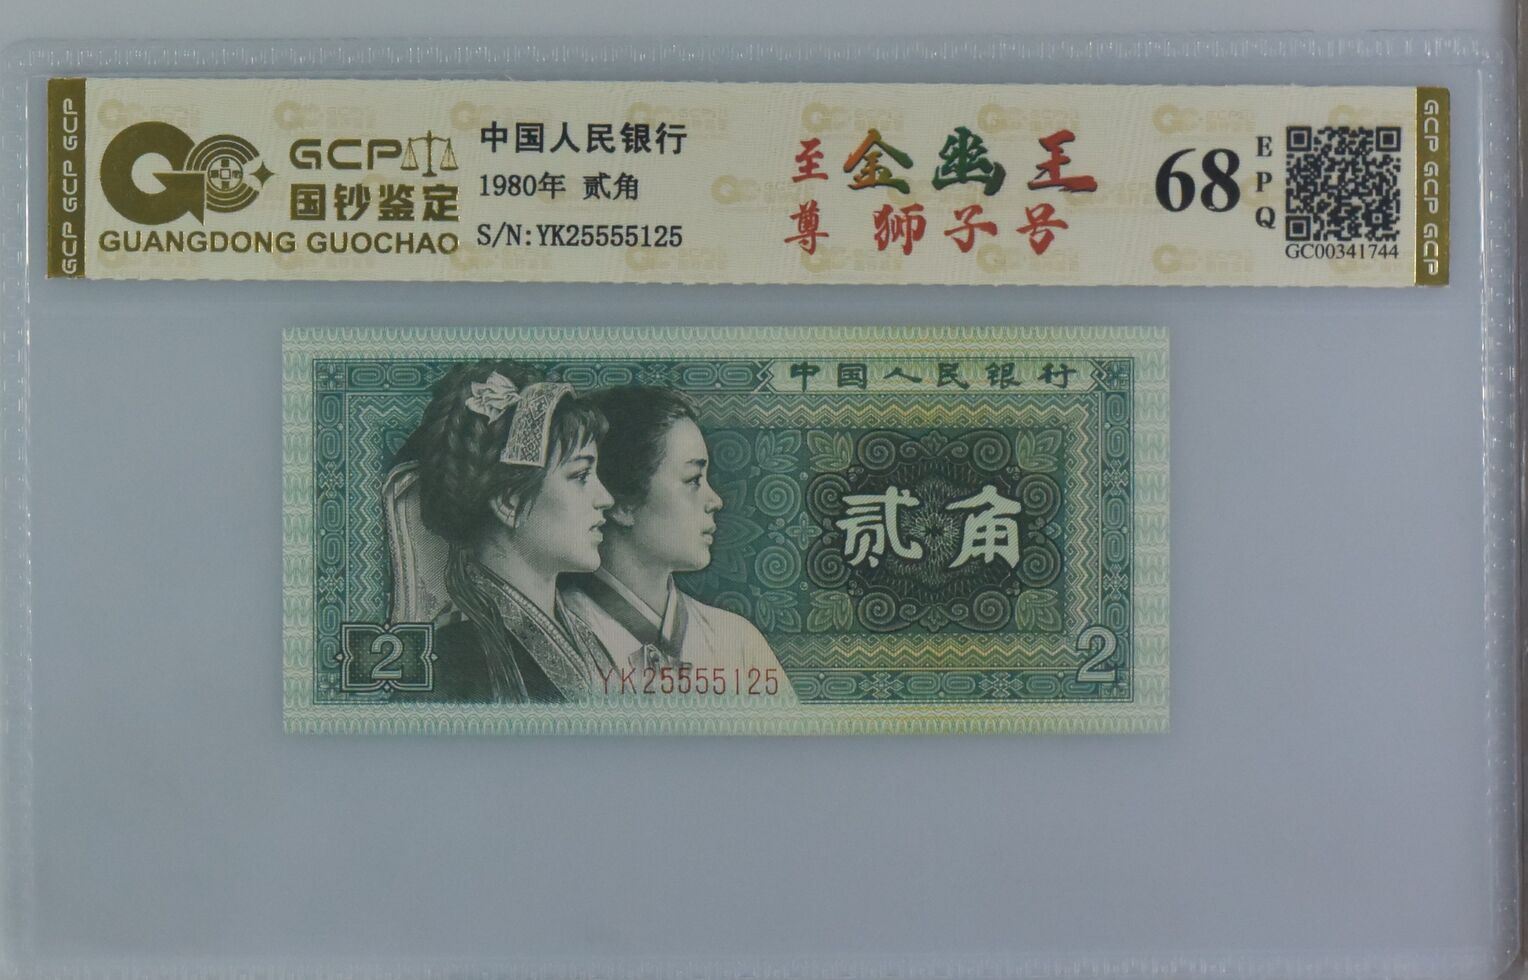 GCP GCP GCP
GCP
国钞鉴定
GUANGDONG GUOCHAO
中国人民银行
1980年 贰角
S/N:YK25555125
至尊
金幽王
狮子号
68
EPQ
GC00341744
GCP GCP GCP
中国人民银行
贰角
2
2
YK25555125